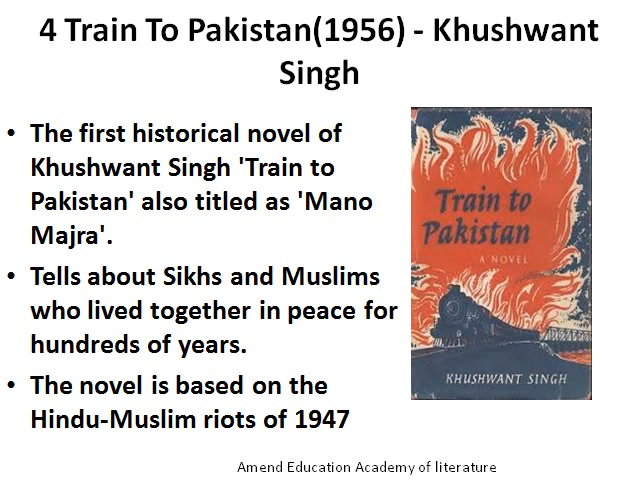 4 Train To Pakistan(1956) - Khushwant
Singh
• The first historical novel of
Khushwant Singh 'Train to
Pakistan' also titled as 'Mano
Majra'.
• Tells about Sikhs and Muslims
who lived together in peace for
hundreds of years.
• The novel is based on the
Hindu-Muslim riots of 1947
Train to
Pakistan
A NOVEL
KHUSHWANT SINGH
Amend Education Academy of literature